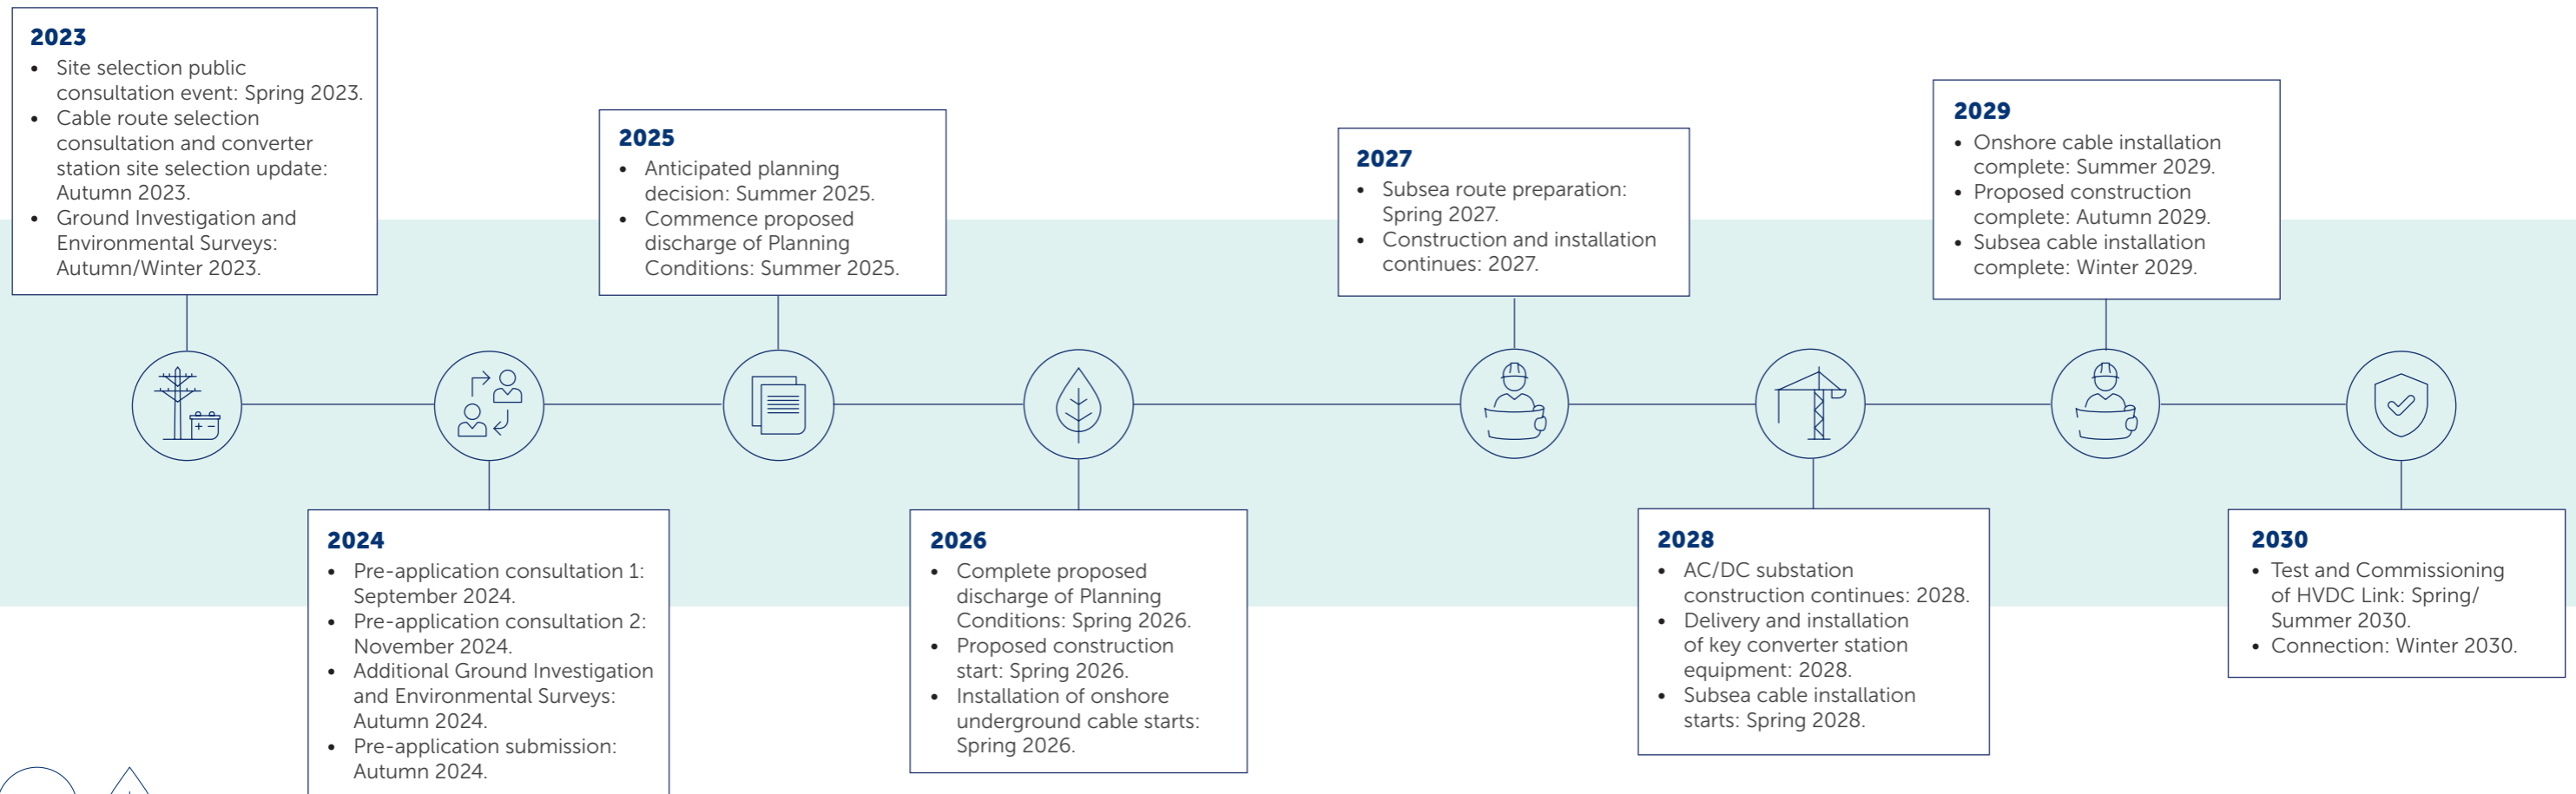 2023
• Site selection public
consultation event: Spring 2023.
• Cable route selection
consultation and converter
station site selection update:
Autumn 2023.
• Ground Investigation and
Environmental Surveys:
Autumn/Winter 2023.
2024
• Pre-application consultation 1:
September 2024.
• Pre-application consultation 2:
November 2024.
• Additional Ground Investigation
and Environmental Surveys:
Autumn 2024.
• Pre-application submission:
Autumn 2024.
2025
• Anticipated planning
decision: Summer 2025.
• Commence proposed
discharge of Planning
Conditions: Summer 2025.
2026
• Complete proposed
discharge of Planning
Conditions: Spring 2026.
• Proposed construction
start: Spring 2026.
• Installation of onshore
underground cable starts:
Spring 2026.
2027
• Subsea route preparation:
Spring 2027.
• Construction and installation
continues: 2027.
2028
• AC/DC substation
construction continues: 2028.
• Delivery and installation
of key converter station
equipment: 2028.
• Subsea cable installation
starts: Spring 2028.
2029
• Onshore cable installation
complete: Summer 2029.
• Proposed construction
complete: Autumn 2029.
• Subsea cable installation
complete: Winter 2029.
2030
• Test and Commissioning
of HVDC Link: Spring/
Summer 2030.
• Connection: Winter 2030.